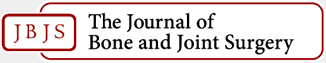 JBJS
The Journal of
Bone and Joint Surgery